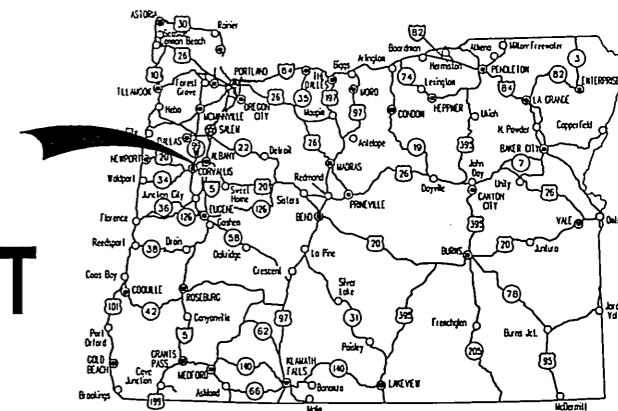 ASTORIA
30
Rainier
Cannon Beach
26
82
Boardman
Athena
Milton Freewater
3
Arlington
Hermiston
PENDLETON
82
ENTERPRISE
PORTLAND
84
THE DALLES
Biggs
10
Forest Grove
TILLAMOOK
OREGON CITY
35
197
MORO
74
Lexington
HEPPNER
84
LA GRANDE
26
Hebo
McMINNVILLE
Maupin
97
CONDON
Ukiah
N. Powder
Copperfield
City
DALLAS
SALEM
22
Detroit
26
Antelope
19
395
BAKER CITY
NEWPORT
20
ALBANY
MADRAS
John Day
7
CORVALLIS
Waldport
34
5
Sweet Home
20
Redmond
26
Dayville
Unity
26
Junction City
Sisters
PRINEVILLE
CANYON CITY
36
126
EUGENE
126
BEND
VALE
Florence
Goshen
395
T
Reedsport
38
Drain
58
Oakridge
20
BURNS
20
Juntura
La Pine
Coos Bay
Crescent
Silver Lake
78
COQUILLE
ROSEBURG
101
42
97
31
395
Jord
Val
Port Orford
Canyonville
62
Frenchglen
Burns Jct.
5
Paisley
GOLD BEACH
GRANTS PASS
205
95
MEDFORD
140
KLAMATH FALLS
140
Cave Junction
LAKEVIEW
Brookings
Ashland
66
Bonanza
199
McDermitt